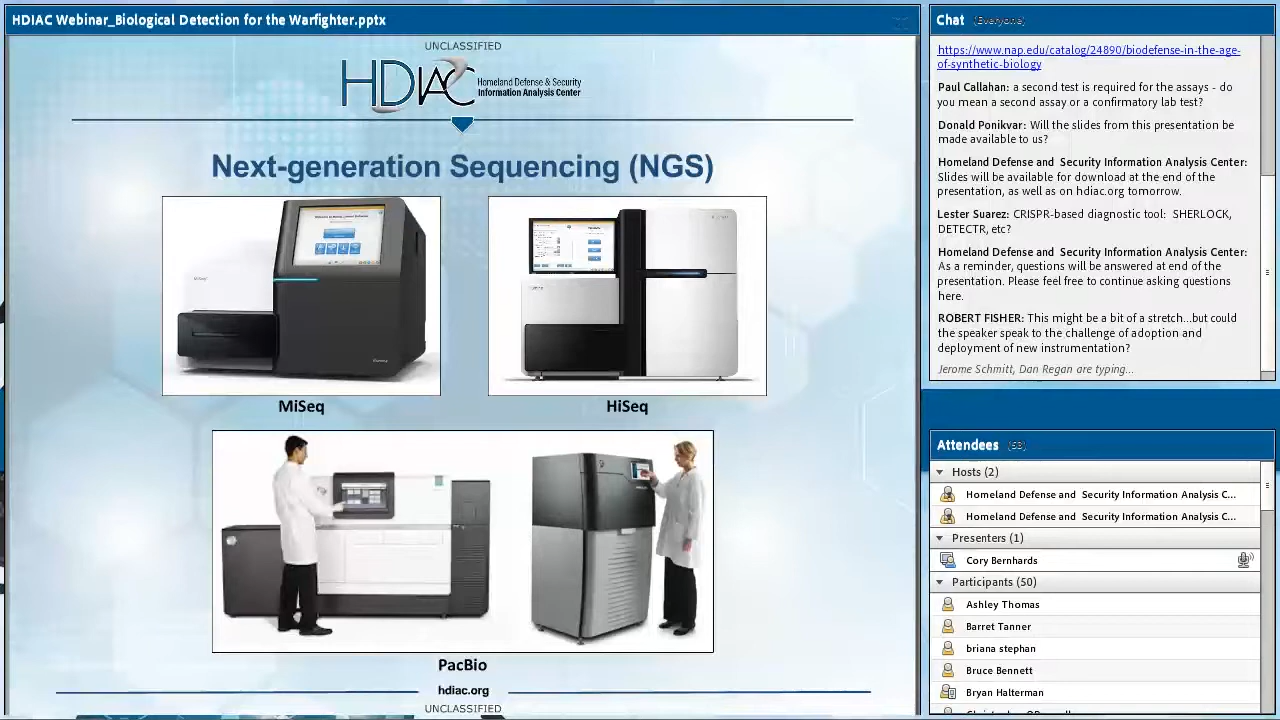 HDIAC Webinar_Biological Detection for the Warfighter.pptx
UNCLASSIFIED
HDIAC
Homeland Defense & Security
Information Analysis Center
Next-generation Sequencing (NGS)
MiSeq
HiSeq
PacBio
hdiac.org
UNCLASSIFIED
Chat (Everyone)
https://www.nap.edu/catalog/24890/biodefense-in-the-age-
of-synthetic-biology
Paul Callahan: a second test is required for the assays - do
you mean a second assay or a confirmatory lab test?
Donald Ponikvar: Will the slides from this presentation be
made available to us?
Homeland Defense and Security Information Analysis Center:
Slides will be available for download at the end of the
presentation, as well as on hdiac.org tomorrow.
Lester Suarez: CRISPR-based diagnostic tool: SHERLOCK,
DETECTR, etc?
Homeland Defense and Security Information Analysis Center:
As a reminder, questions will be answered at end of the
presentation. Please feel free to continue asking questions
here.
ROBERT FISHER: This might be a bit of a stretch...but could
the speaker speak to the challenge of adoption and
deployment of new instrumentation?
Jerome Schmitt, Dan Regan are typing...
Attendees (53)
Hosts (2)
Homeland Defense and Security Information Analysis C...
Homeland Defense and Security Information Analysis C...
Presenters (1)
Cory Bernhards
Participants (50)
Ashley Thomas
Barret Tanner
briana stephan
Bruce Bennett
Bryan Halterman